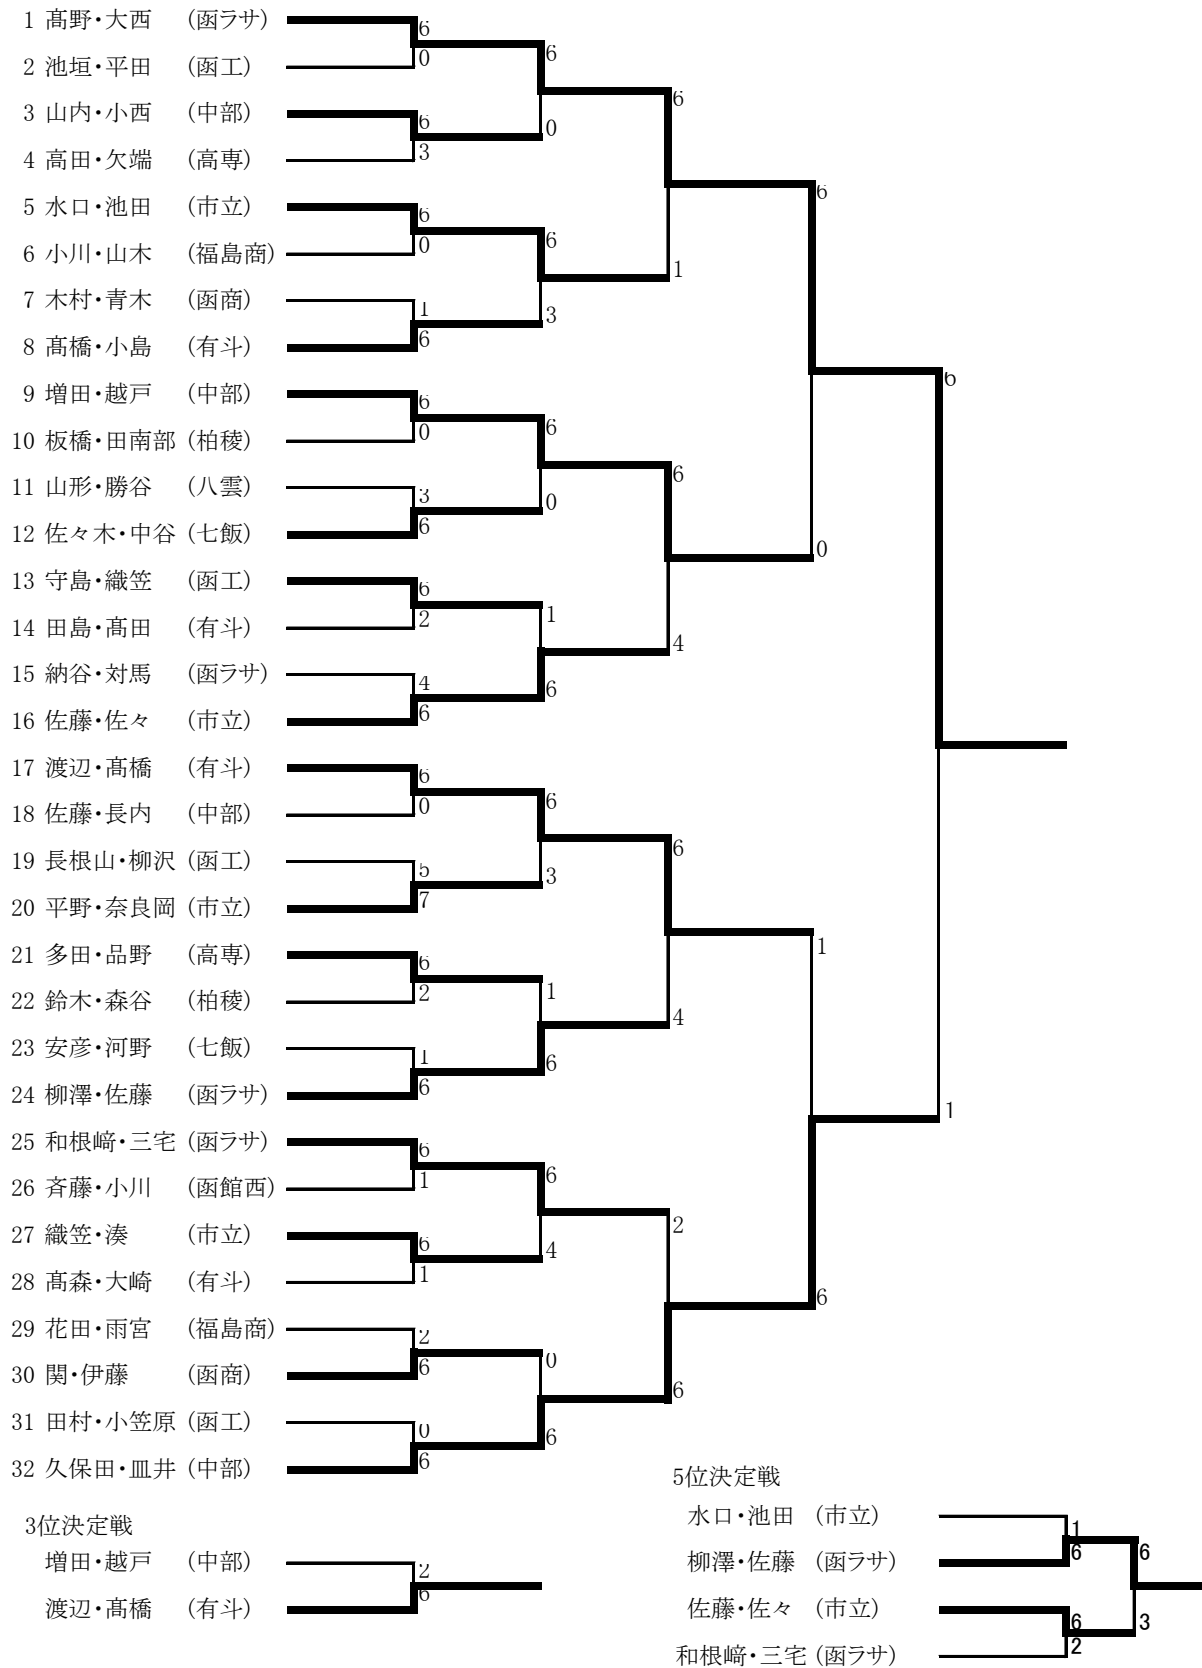 1 髙野・大西 (函ラサ)
6
2 池垣・平田 (函工)
0
6
3 山内・小西 (中部)
6
0
4 高田・欠端 (高専)
3
6
5 水口・池田 (市立)
6
6 小川・山木 (福島商)
0
6
1
7 木村・青木 (函商)
1
3
8 髙橋・小島 (有斗)
6
6
9 増田・越戸 (中部)
6
10 板橋・田南部 (柏稜)
0
6
11 山形・勝谷 (八雲)
3
0
12 佐々木・中谷 (七飯)
6
6
13 守島・織笠 (函工)
6
0
14 田島・髙田 (有斗)
2
1
15 納谷・対馬 (函ラサ)
4
6
4
16 佐藤・佐々 (市立)
6
6
17 渡辺・髙橋 (有斗)
6
18 佐藤・長内 (中部)
0
6
19 長根山・柳沢 (函工)
5
3
20 平野・奈良岡 (市立)
7
6
21 多田・品野 (高専)
6
1
22 鈴木・森谷 (柏稜)
2
1
4
23 安彦・河野 (七飯)
1
6
24 柳澤・佐藤 (函ラサ)
6
1
25 和根﨑・三宅 (函ラサ)
6
26 斉藤・小川 (函館西)
1
6
27 織笠・湊 (市立)
6
4
2
28 髙森・大崎 (有斗)
1
6
29 花田・雨宮 (福島商)
2
30 関・伊藤 (函商)
6
0
6
31 田村・小笠原 (函工)
0
6
32 久保田・皿井 (中部)
6
3位決定戦
増田・越戸 (中部)
2
渡辺・髙橋 (有斗)
6
5位決定戦
水口・池田 (市立)
1
柳澤・佐藤 (函ラサ)
6
6
佐藤・佐々 (市立)
6
3
和根﨑・三宅 (函ラサ)
2